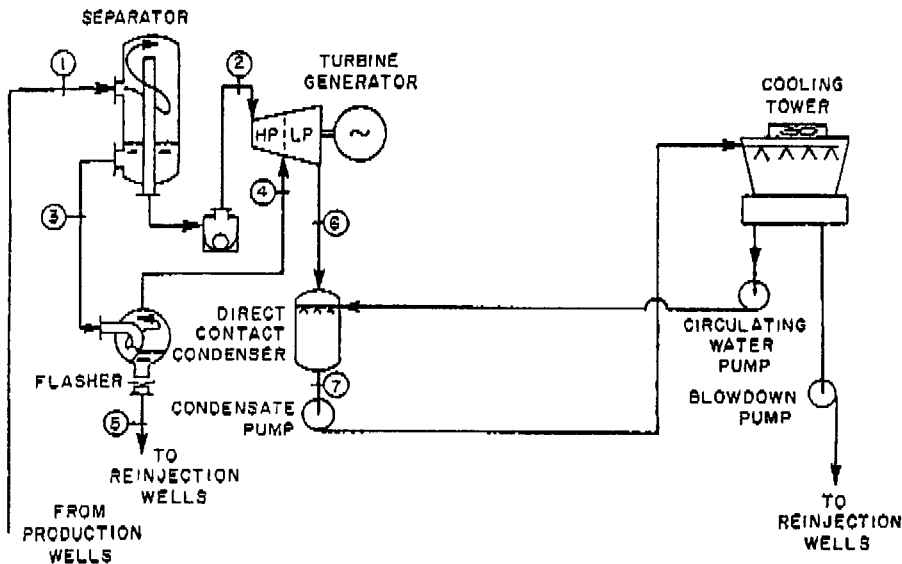 SEPARATOR
1
2
TURBINE
GENERATOR
HP
LP
~
COOLING
TOWER
3
4
6
DIRECT
CONTACT
CONDENSER
FLASHER
7
CONDENSATE
PUMP
5
TO
REINJECTION
WELLS
FROM
PRODUCTION
WELLS
CIRCULATING
WATER
PUMP
BLOWDOWN
PUMP
TO
REINJECTION
WELLS